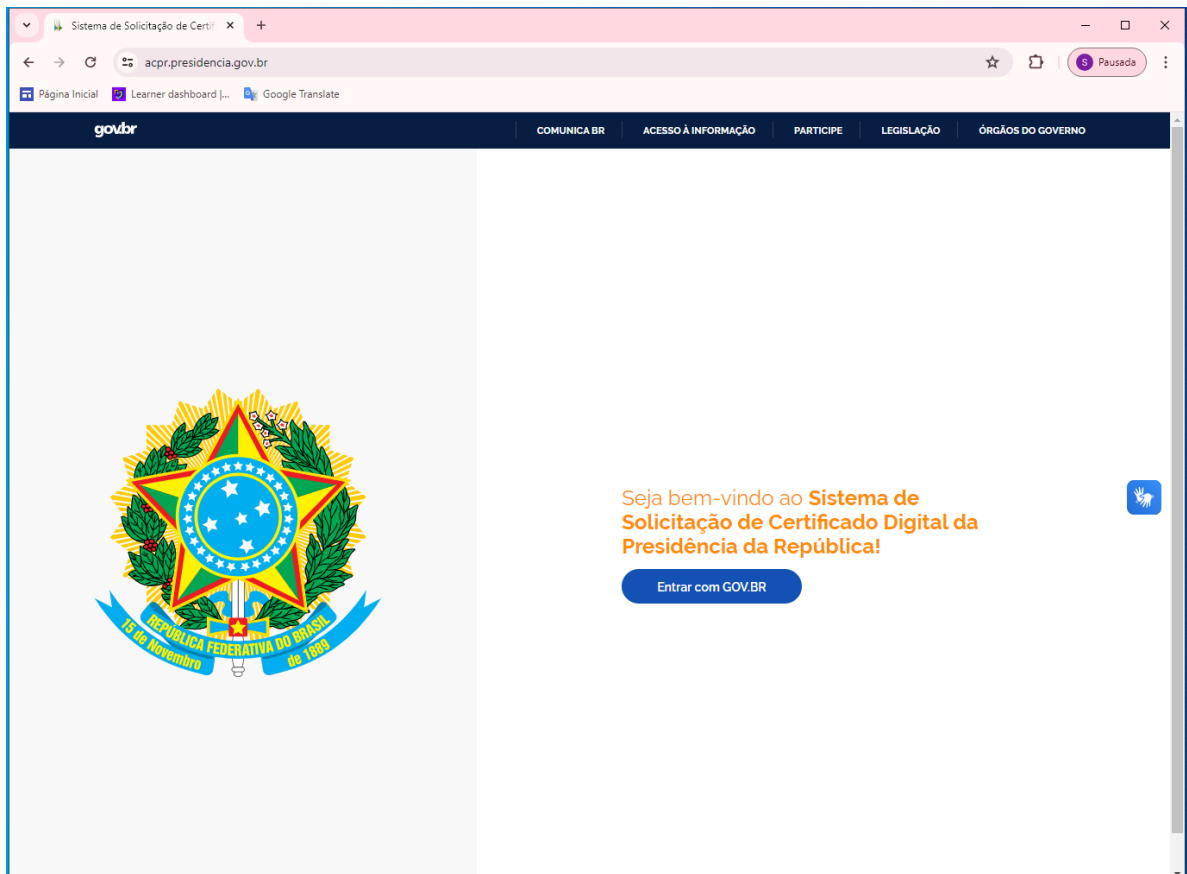 Sistema de Solicitação de Certif
acpr.presidencia.gov.br
S Pausada
Página Inicial Learner dashboard |... Google Translate
gov.br COMUNICA BR ACESSO À INFORMAÇÃO PARTICIPE LEGISLAÇÃO ÓRGÃOS DO GOVERNO
Seja bem-vindo ao Sistema de
Solicitação de Certificado Digital da
Presidência da República!
Entrar com GOV.BR
REPÚBLICA FEDERATIVA DO BRASIL
15 de Novembro de 1889